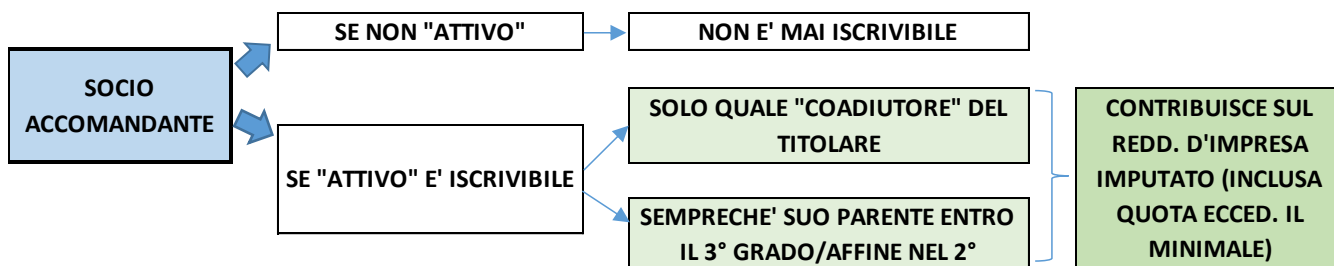 SOCIO
ACCOMANDANTE
SE NON "ATTIVO"
NON E' MAI ISCRIVIBILE
SE "ATTIVO" E' ISCRIVIBILE
SOLO QUALE "COADIUTORE" DEL
TITOLARE
SEMPRECHE' SUO PARENTE ENTRO
IL 3° GRADO/AFFINE NEL 2°
CONTRIBUISCE SUL
REDD. D'IMPRESA
IMPUTATO (INCLUSA
QUOTA ECCED. IL
MINIMALE)